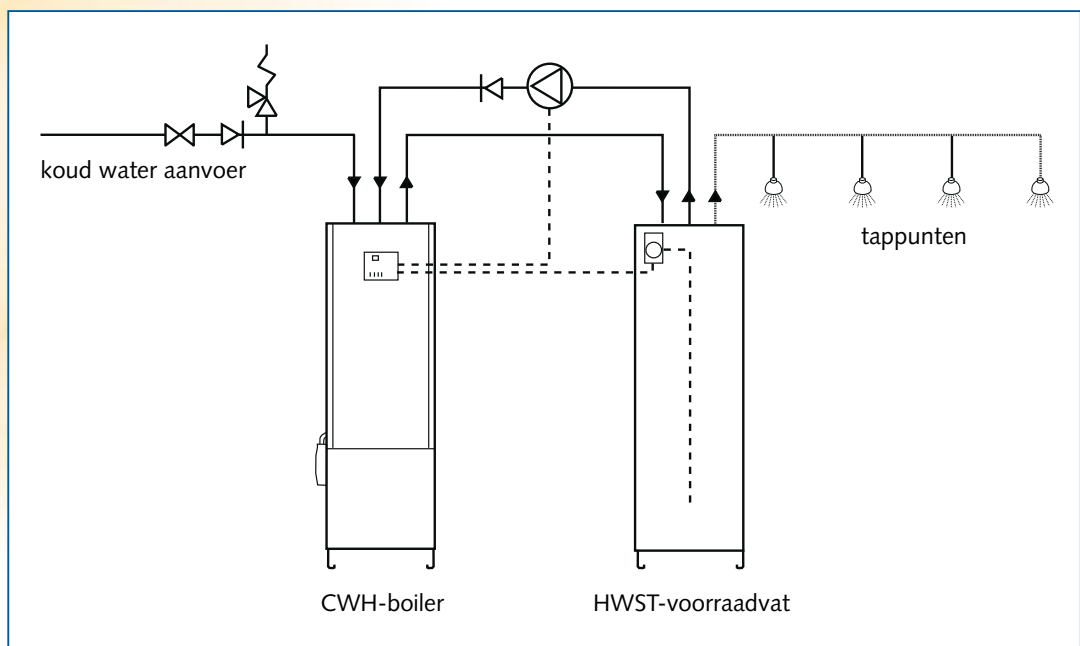 koud water aanvoer
tappunten
CWH-boiler
HWST-voorraadvat